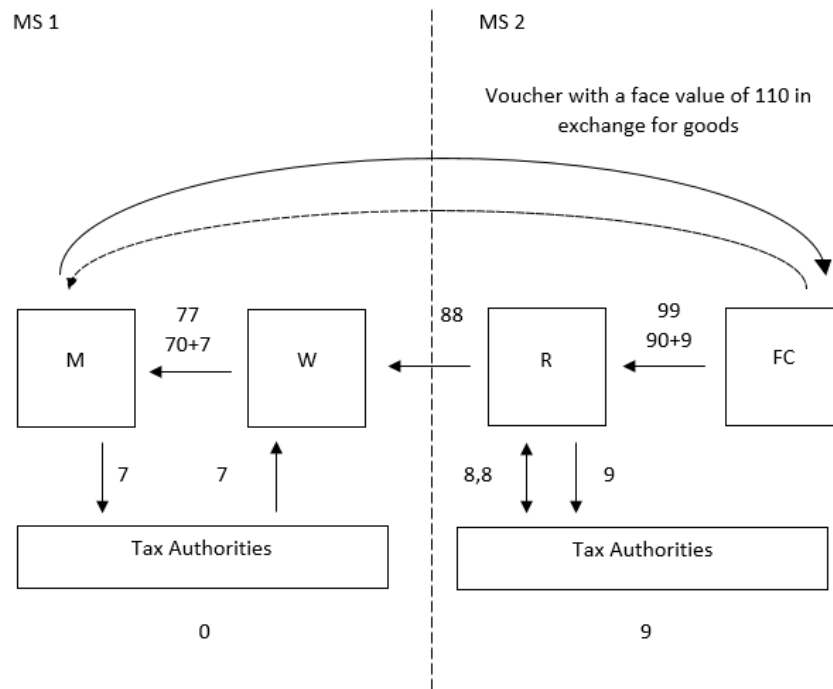 MS 1
MS 2
Voucher with a face value of 110 in
exchange for goods
77
70+7
88
99
90+9
M
W
R
FC
7
7
8,8
9
Tax Authorities
Tax Authorities
0
9